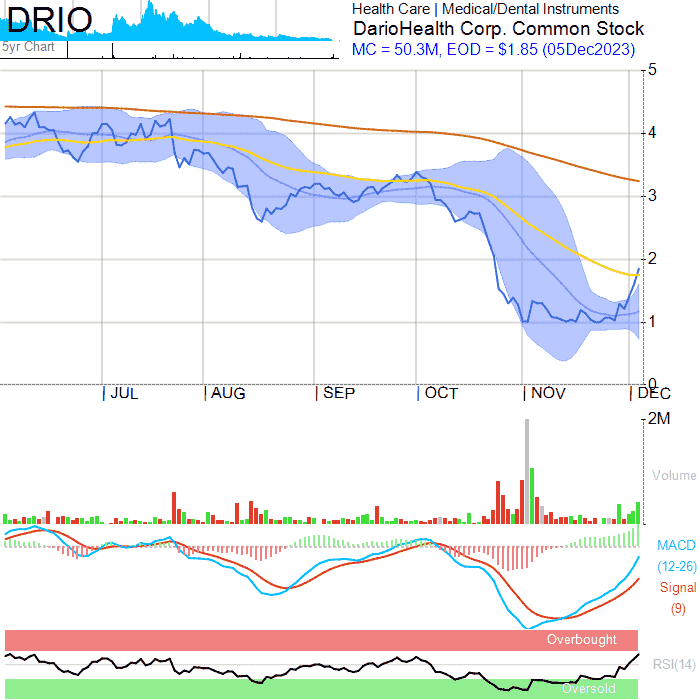 DRIO
5yr Chart
Health Care | Medical/Dental Instruments
DarioHealth Corp. Common Stock
MC = 50.3M, EOD = $1.85 (05Dec2023)
5
4
3
2
1
0
JUL
AUG
SEP
OCT
NOV
DEC
2M
Volume
MACD
(12-26)
Signal
(9)
Overbought
RSI(14)
Oversold